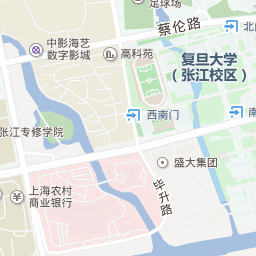 足球场
蔡伦路
北
中影海艺
数字影城
高科苑
复旦大学
(张江校区)
西南门
张江专修学院
盛大集团
上海农村
商业银行
毕升路